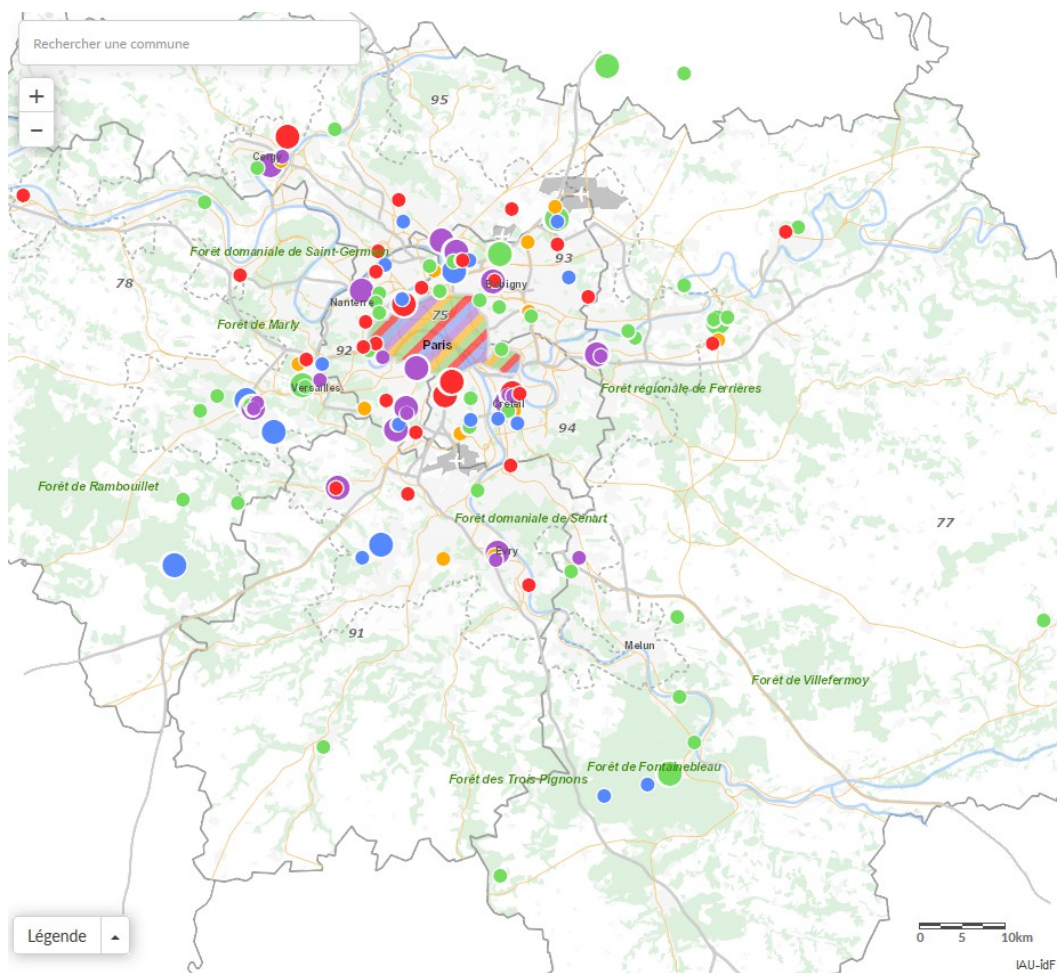 Rechercher une commune
+
−
95
Cergy
78
Forêt domaniale de Saint-Germain
93
Bobigny
Nanterre
75
Forêt de Marly
92
Paris
Versailles
Forêt régionale de Ferrières
Créteil
94
Forêt de Rambouillet
Forêt domaniale de Sénart
77
Evry
91
Melun
Forêt de Villefermoy
Forêt des Trois Pignons
Forêt de Fontainebleau
Légende
0 5 10km
IAU-îdF